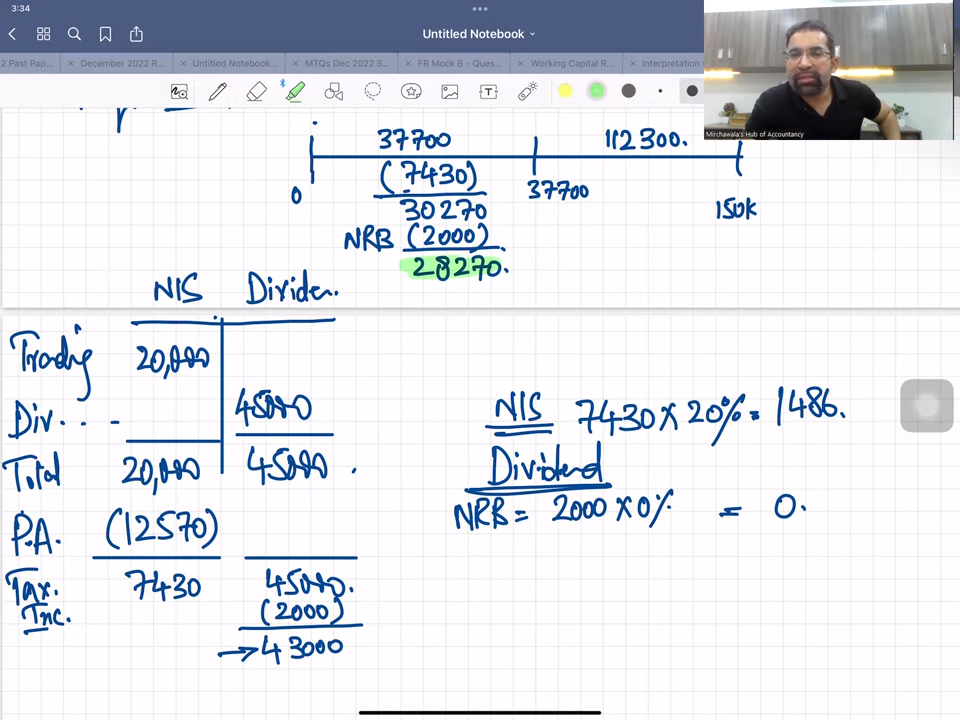 3:34
Untitled Notebook
2 Past Pap...
× December 2022 R...
× Untitled Notebook...
× MTQs Dec 2022 S...
× FR Mock B - Ques...
× Working Capital R...
× Interpretation
Mirchawala's Hub of Accountancy
37700
112300.
0
(7430)
37700
150K
30270
NRB (2000)
28270.
NIS Dividen.
Trading 20,000
Div... - 45000
Total 20,000 45000.
P.A. (12570)
Tax. Inc. 7430 45000.
(2000)
→ 43000
NIS 7430 × 20% = 1486.
Dividend
NRB = 2000 × 0% = 0.